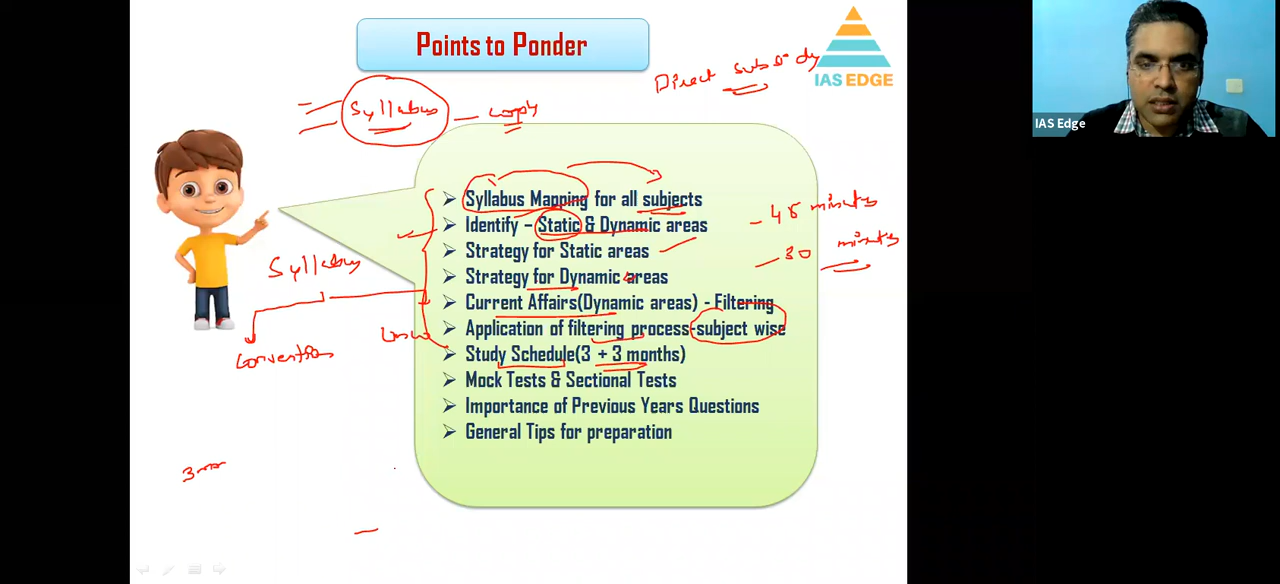 Points to Ponder
IAS EDGE
Direct subsidy
Syllabus
IAS Edge
Syllabus Mapping for all subjects
Identify – Static & Dynamic areas
- 45 minutes
Strategy for Static areas
- 30 minutes
Syllabus
Strategy for Dynamic areas
Current Affairs(Dynamic areas) - Filtering
Application of filtering process-subject wise
Convention
Study Schedule(3 + 3 months)
Mock Tests & Sectional Tests
Importance of Previous Years Questions
General Tips for preparation